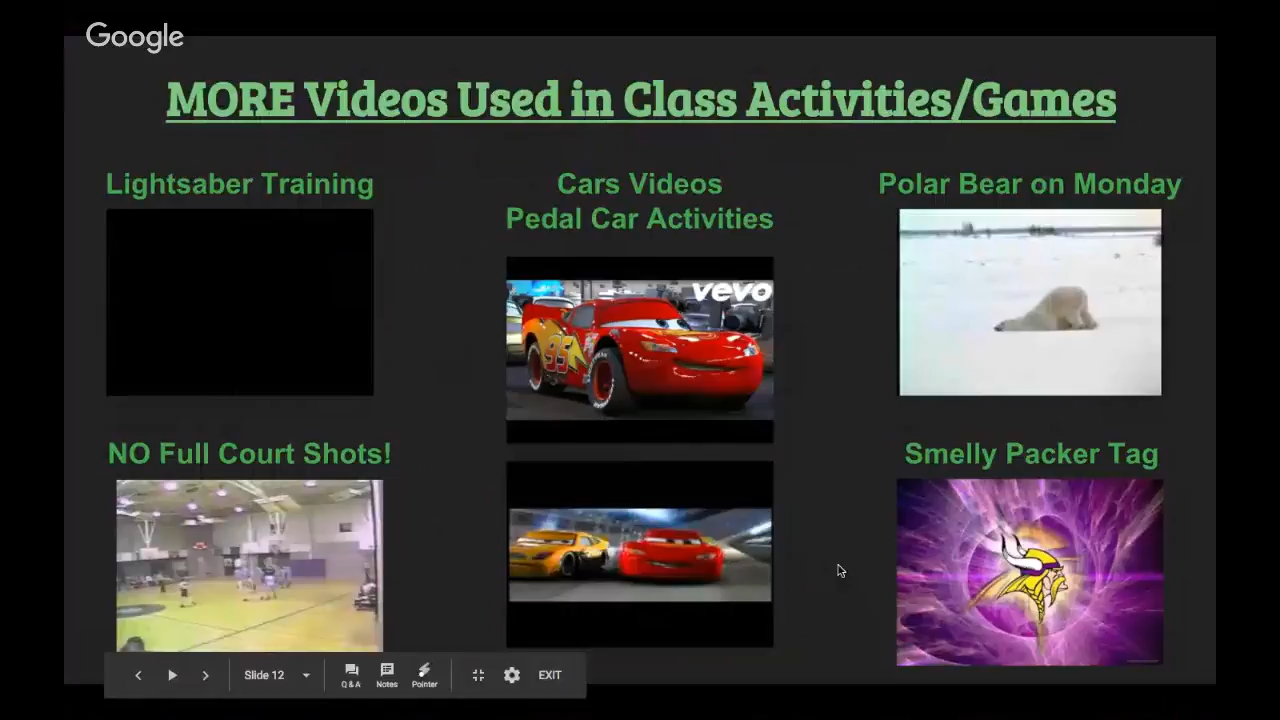 Google
MORE Videos Used in Class Activities/Games
Lightsaber Training
Cars Videos
Pedal Car Activities
Polar Bear on Monday
vevo
95
NO Full Court Shots!
Smelly Packer Tag
Slide 12
Q & A
Notes
Pointer
EXIT